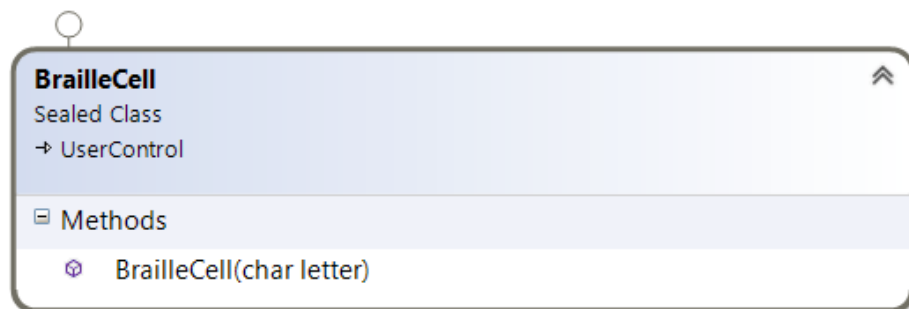 BrailleCell
Sealed Class
UserControl
Methods
BrailleCell(char letter)